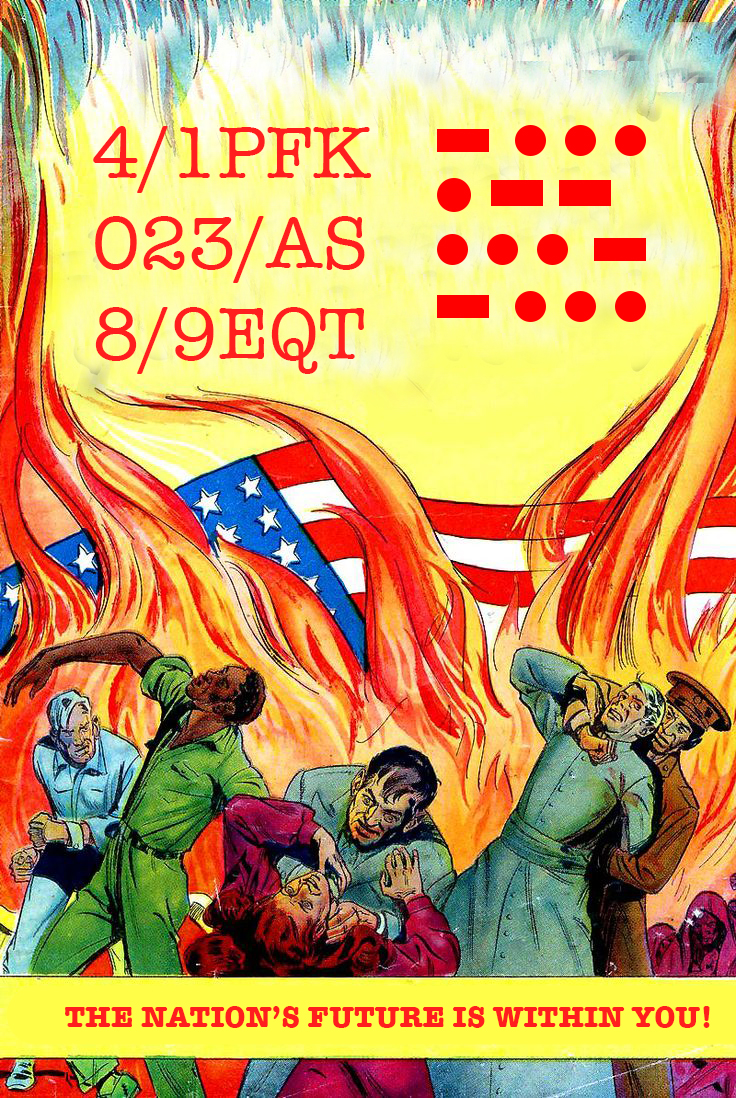 4/1PFK
023/AS
8/9EQT
— • • •
• — —
• • • —
— • • •
THE NATION'S FUTURE IS WITHIN YOU!